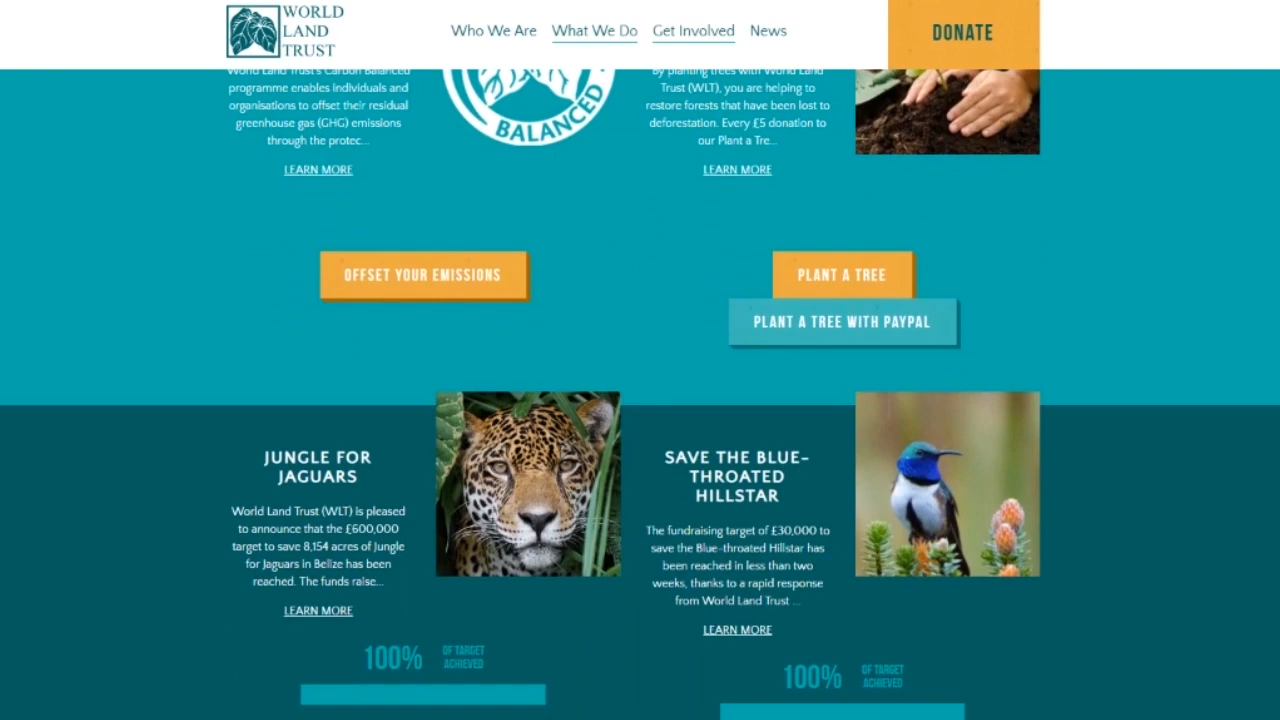 WORLD
LAND
TRUST
Who We Are
What We Do
Get Involved
News
DONATE
World Land Trust's Carbon Balanced
programme enables individuals and
organisations to offset their residual
greenhouse gas (GHG) emissions
through the protec...
LEARN MORE
BALANCED
By planting trees with World Land
Trust (WLT), you are helping to
restore forests that have been lost to
deforestation. Every £5 donation to
our Plant a Tre...
LEARN MORE
OFFSET YOUR EMISSIONS
PLANT A TREE
PLANT A TREE WITH PAYPAL
JUNGLE FOR
JAGUARS
World Land Trust (WLT) is pleased
to announce that the £600,000
target to save 8,154 acres of Jungle
for Jaguars in Belize has been
reached. The funds raise...
LEARN MORE
100%
OF TARGET
ACHIEVED
SAVE THE BLUE-
THROATED
HILLSTAR
The fundraising target of £30,000 to
save the Blue-throated Hillstar has
been reached in less than two
weeks, thanks to a rapid response
from World Land Trust ...
LEARN MORE
100%
OF TARGET
ACHIEVED